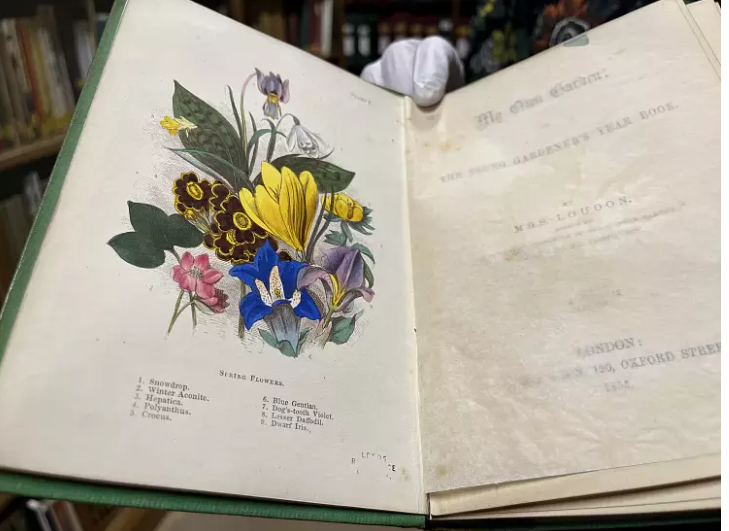 Spring Flowers.
1. Snowdrop.
2. Winter Aconite.
3. Hepatica.
4. Polyanthus.
5. Crocus.
6. Blue Gentian.
7. Dog's-tooth Violet.
8. Lesser Daffodil.
9. Dwarf Iris.
My Own Garden:
THE YOUNG GARDENER'S YEAR BOOK.
BY
MRS. LOUDON.
LONDON:
OXFORD STREE